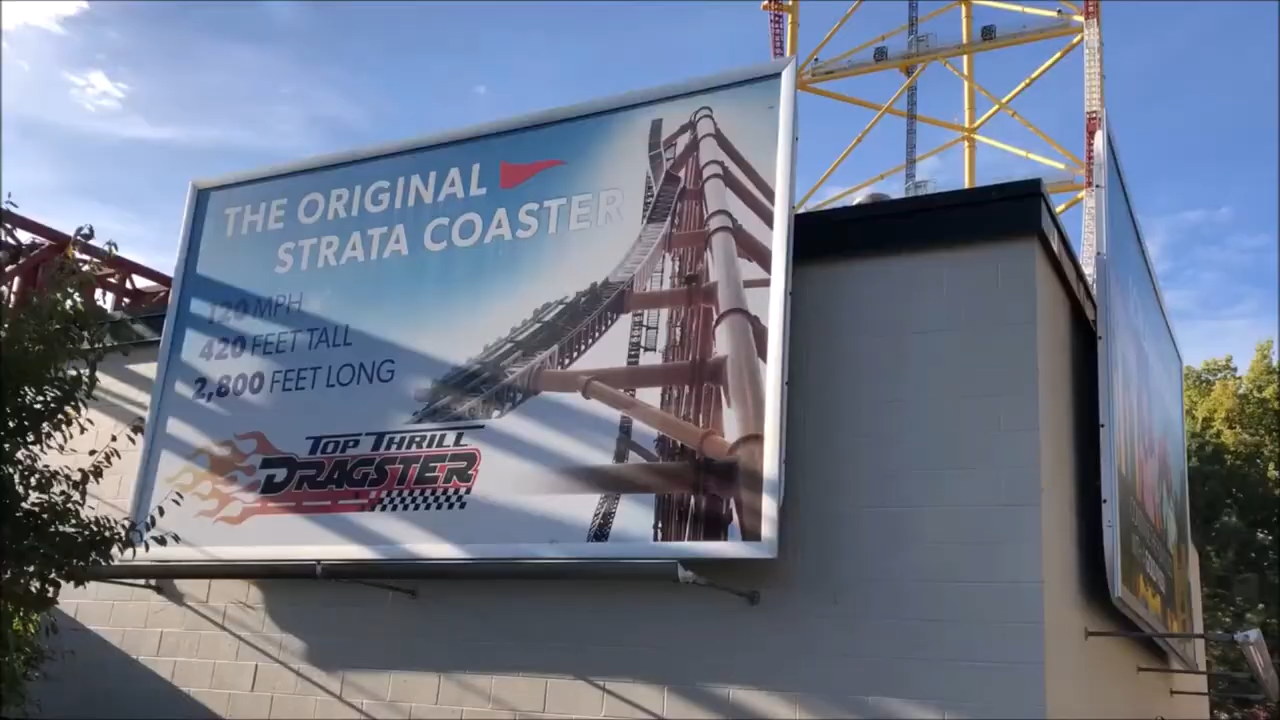 THE ORIGINAL
STRATA COASTER
120 MPH
420 FEET TALL
2,800 FEET LONG
TOP THRILL
DRAGSTER